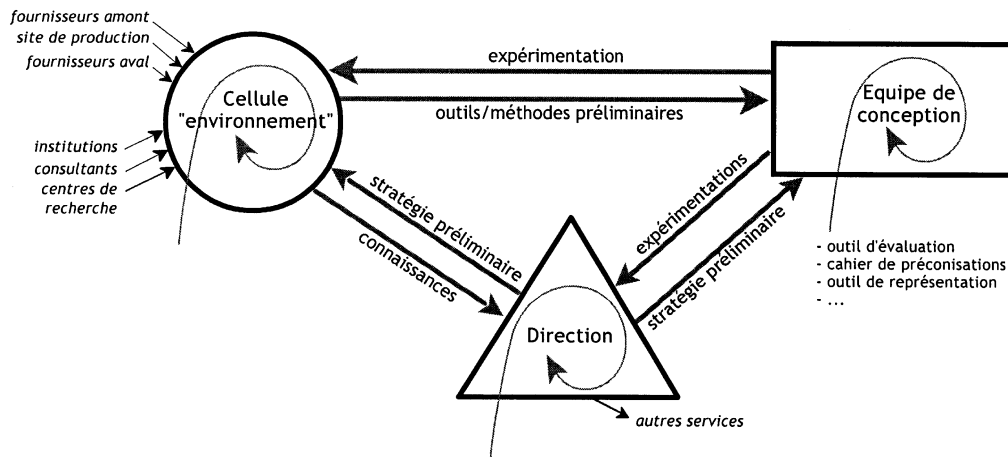 fournisseurs amont
site de production
fournisseurs aval
institutions
consultants
centres de
recherche
Cellule
"environnement"
expérimentation
outils/méthodes préliminaires
Equipe de
conception
stratégie préliminaire
connaissances
expérimentations
stratégie préliminaire
- outil d'évaluation
- cahier de préconisations
- outil de représentation
- ...
Direction
autres services